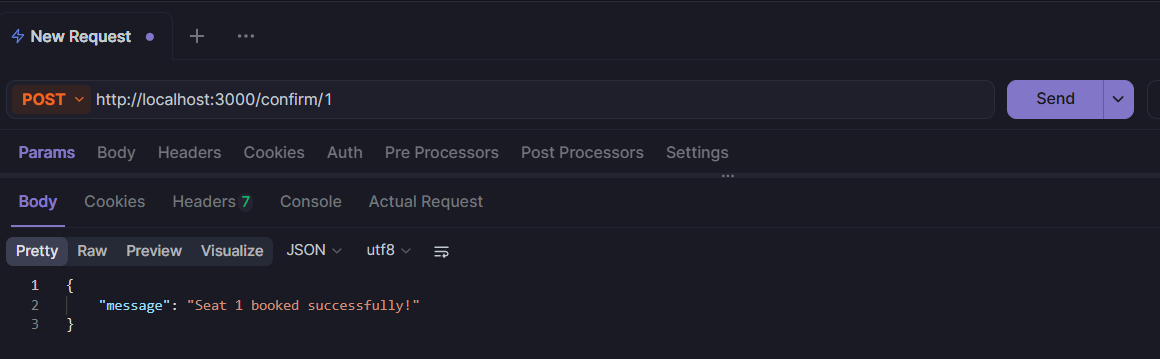 New Request
POST http://localhost:3000/confirm/1 Send
Params Body Headers Cookies Auth Pre Processors Post Processors Settings
Body Cookies Headers 7 Console Actual Request
Pretty Raw Preview Visualize JSON utf8
1 {
2 "message": "Seat 1 booked successfully!"
3 }